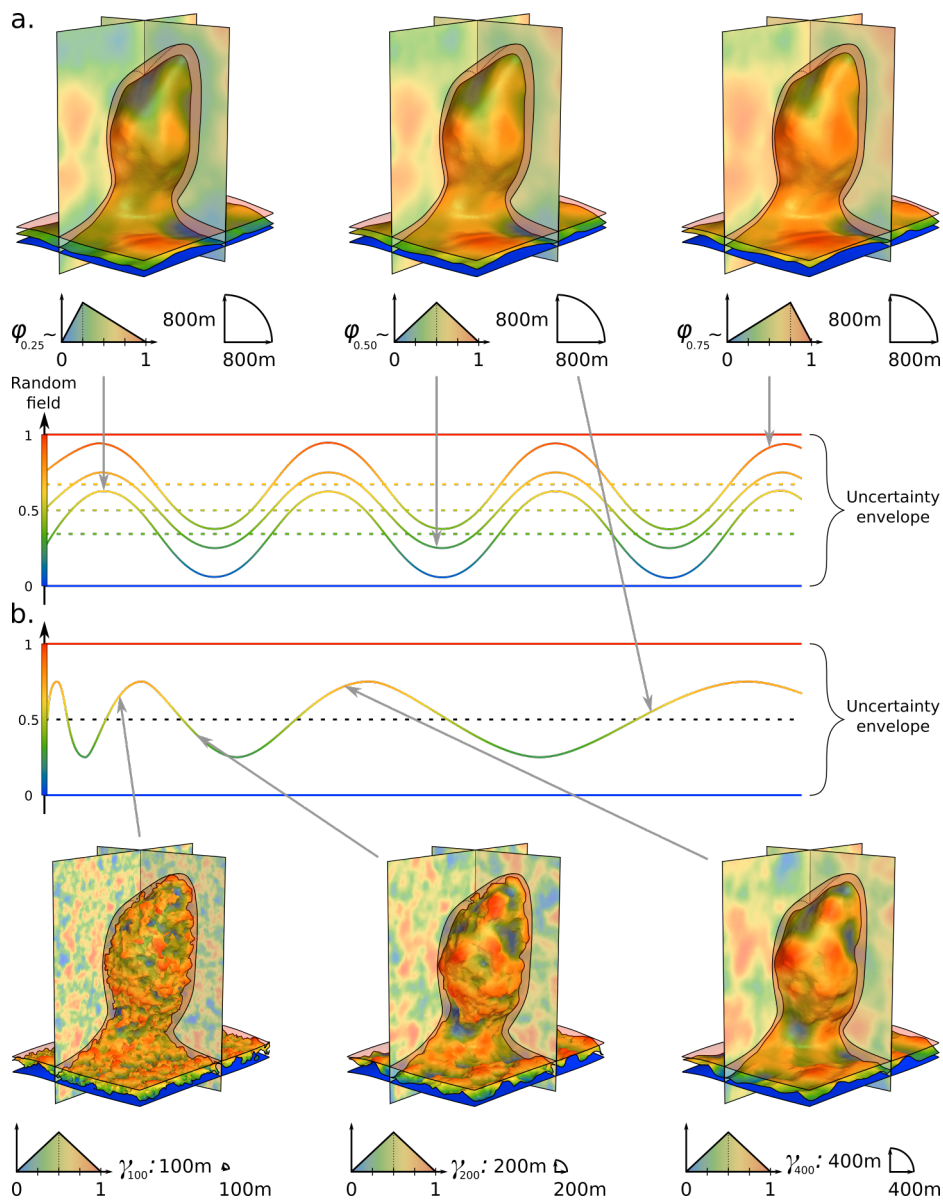 a.
φ0.25~
0
1
800m
800m
φ0.50~
0
1
800m
800m
φ0.75~
0
1
800m
800m
Random
field
1
0.5
0
Uncertainty
envelope
b.
1
0.5
0
Uncertainty
envelope
0
1
γ100: 100m
100m
0
1
γ200: 200m
200m
0
1
γ400: 400m
400m